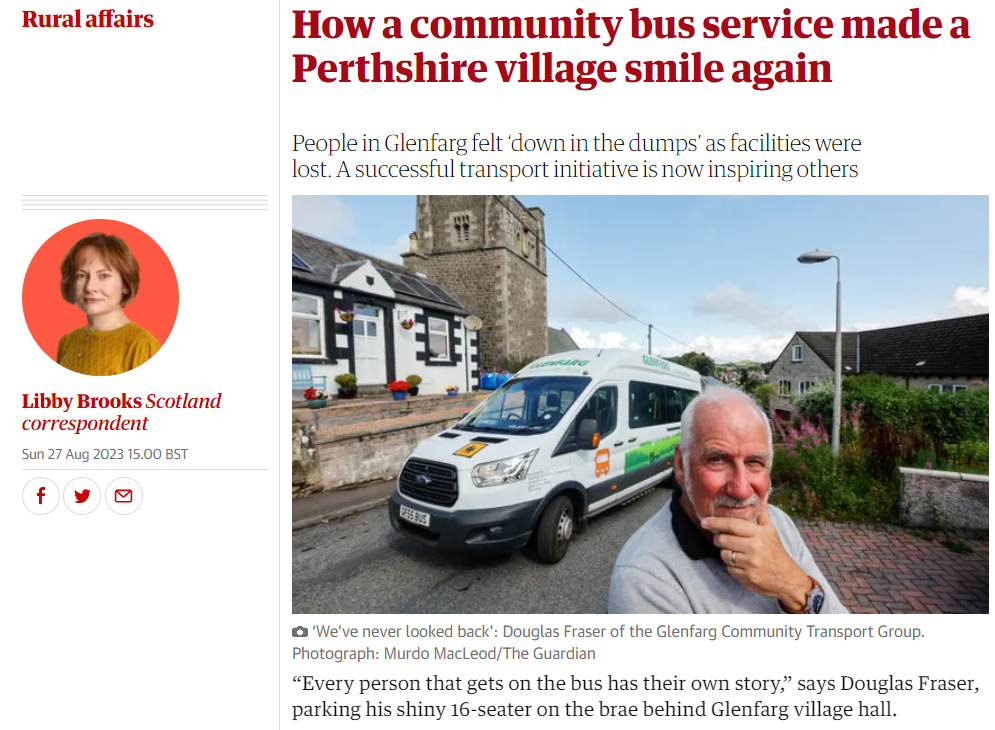 Rural affairs
How a community bus service made a
Perthshire village smile again
People in Glenfarg felt ‘down in the dumps’ as facilities were
lost. A successful transport initiative is now inspiring others
Libby Brooks Scotland
correspondent
Sun 27 Aug 2023 15.00 BST
GLENFARG
GLENFARG
SF65 BUS
‘We’ve never looked back’: Douglas Fraser of the Glenfarg Community Transport Group.
Photograph: Murdo MacLeod/The Guardian
“Every person that gets on the bus has their own story,” says Douglas Fraser,
parking his shiny 16-seater on the brae behind Glenfarg village hall.